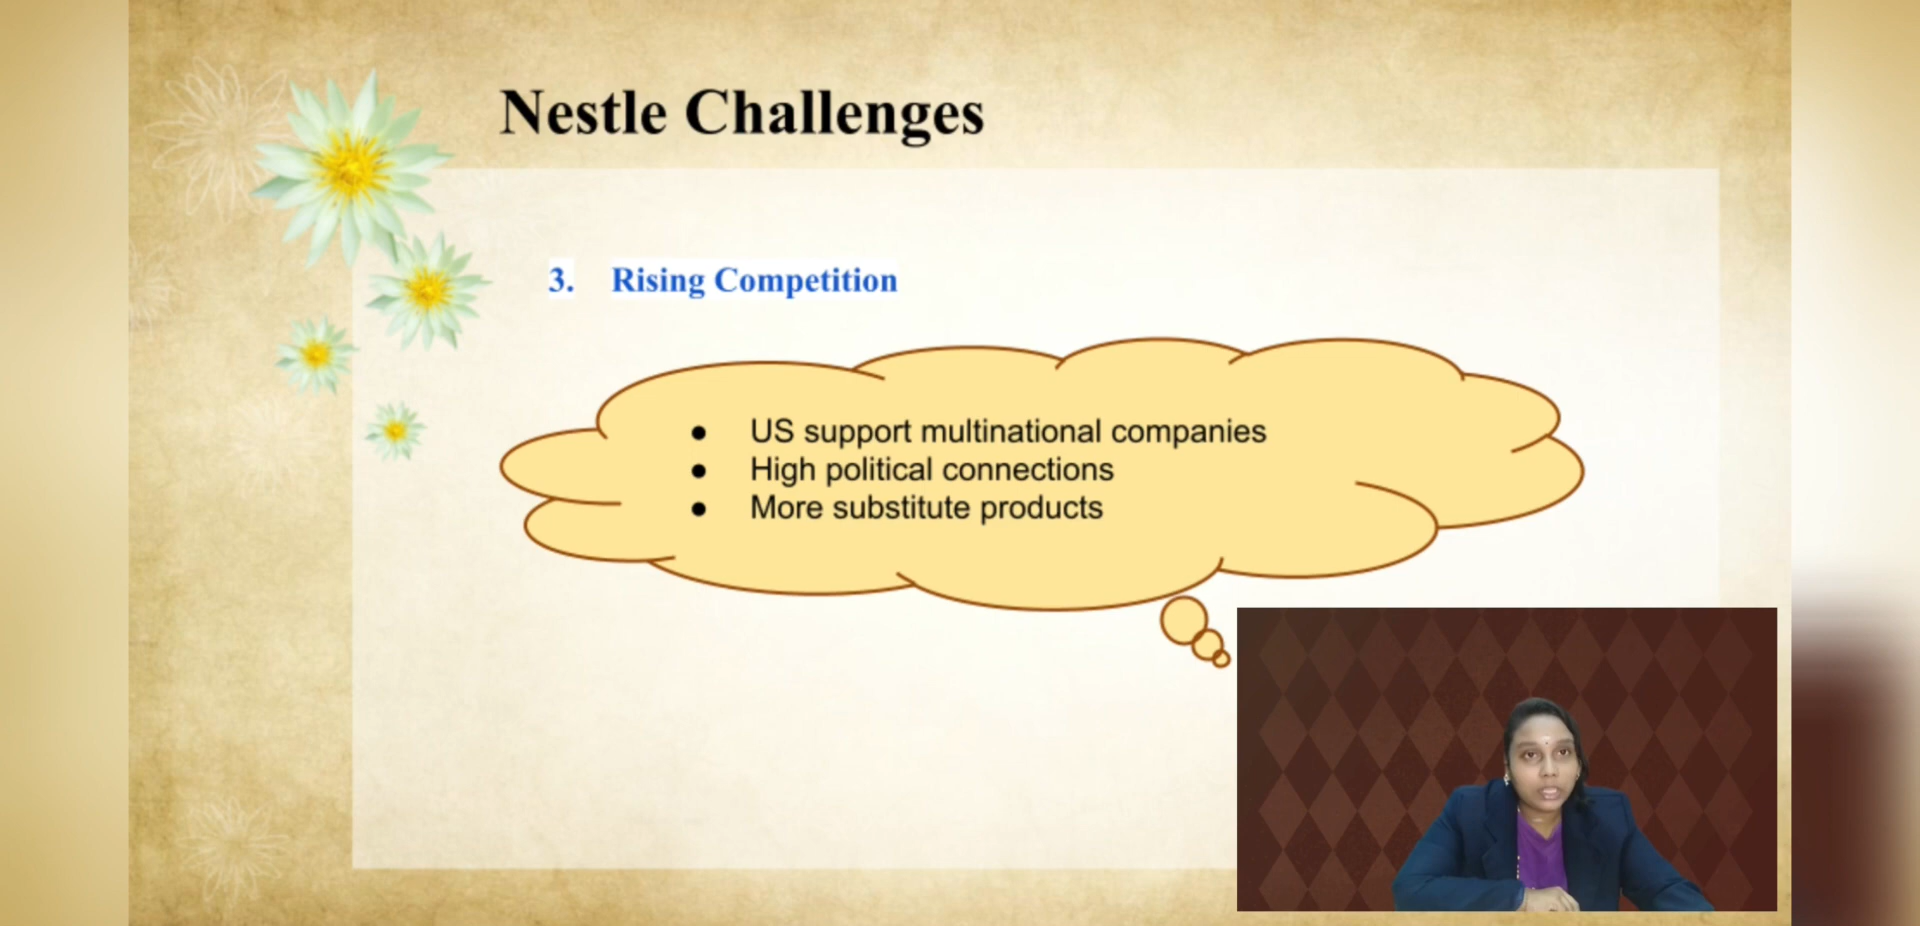 Nestle Challenges
3. Rising Competition
● US support multinational companies
● High political connections
● More substitute products